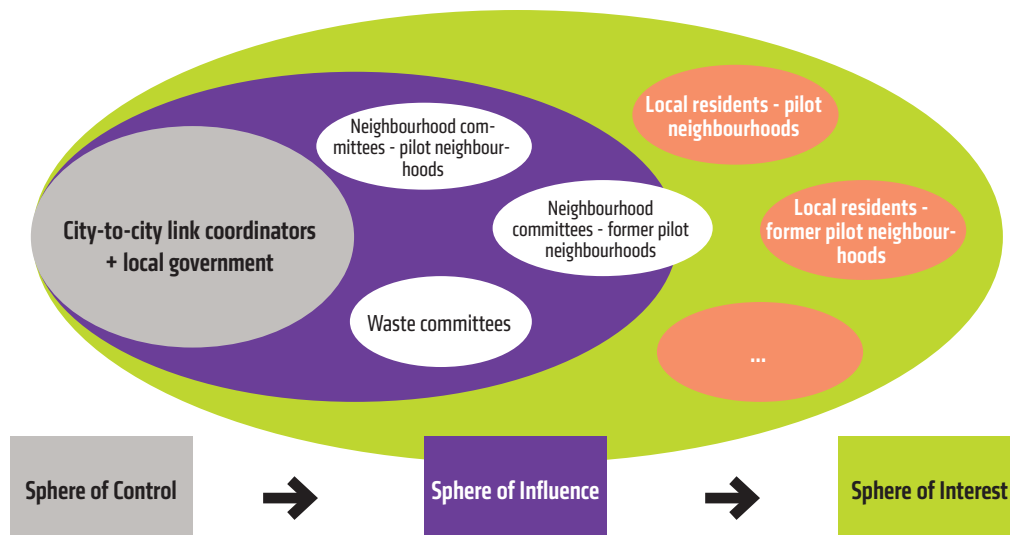 Local residents - pilot
neighbourhoods
Neighbourhood com-
mittees - pilot neighbour-
hoods
City-to-city link coordinators
+ local government
Neighbourhood
committees - former pilot
neighbourhoods
Local residents -
former pilot neighbour-
hoods
Waste committees
...
Sphere of Control
Sphere of Influence
Sphere of Interest